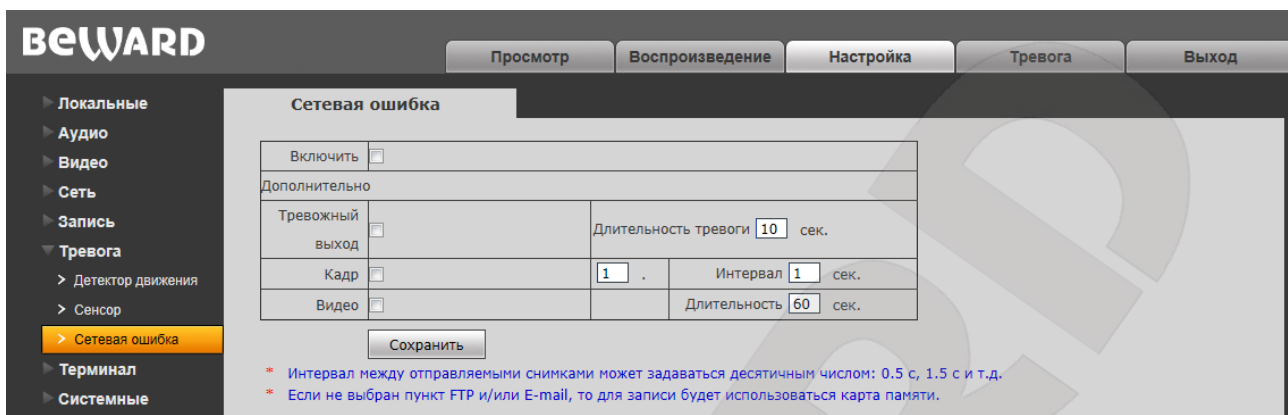 BEWARD
Просмотр Воспроизведение Настройка Тревога Выход
Локальные
Аудио
Видео
Сеть
Запись
Тревога
> Детектор движения
> Сенсор
> Сетевая ошибка
Терминал
Системные
Сетевая ошибка
Включить
Дополнительно
Тревожный выход Длительность тревоги 10 сек.
Кадр 1 . Интервал 1 сек.
Видео Длительность 60 сек.
Сохранить
* Интервал между отправляемыми снимками может задаваться десятичным числом: 0.5 с, 1.5 с и т.д.
* Если не выбран пункт FTP и/или E-mail, то для записи будет использоваться карта памяти.